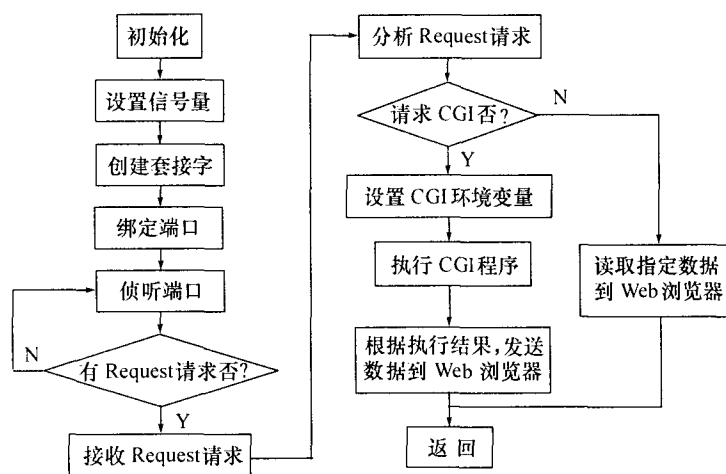 初始化
设置信号量
创建套接字
绑定端口
侦听端口
N
有 Request请求否?
Y
接收 Request请求
分析 Request请求
请求 CGI否?
N
Y
设置 CGI环境变量
执行 CGI程序
读取指定数据
到 Web 浏览器
根据执行结果,发送
数据到 Web 浏览器
返 回